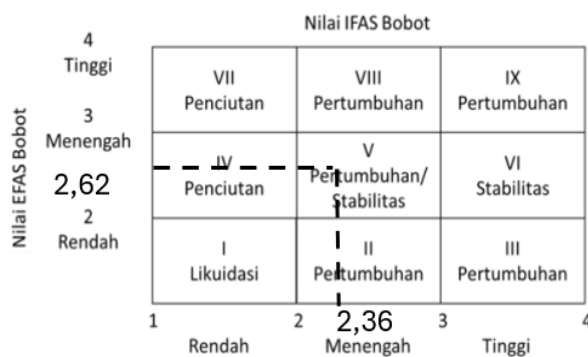 Nilai IFAS Bobot
Nilai EFAS Bobot
4
Tinggi
3
Menengah
2,62
2
Rendah
VII
Penciutan
VIII
Pertumbuhan
IX
Pertumbuhan
IV
Penciutan
V
Pertumbuhan/
Stabilitas
VI
Stabilitas
I
Likuidasi
II
Pertumbuhan
III
Pertumbuhan
1
2
2,36
3
4
Rendah
Menengah
Tinggi